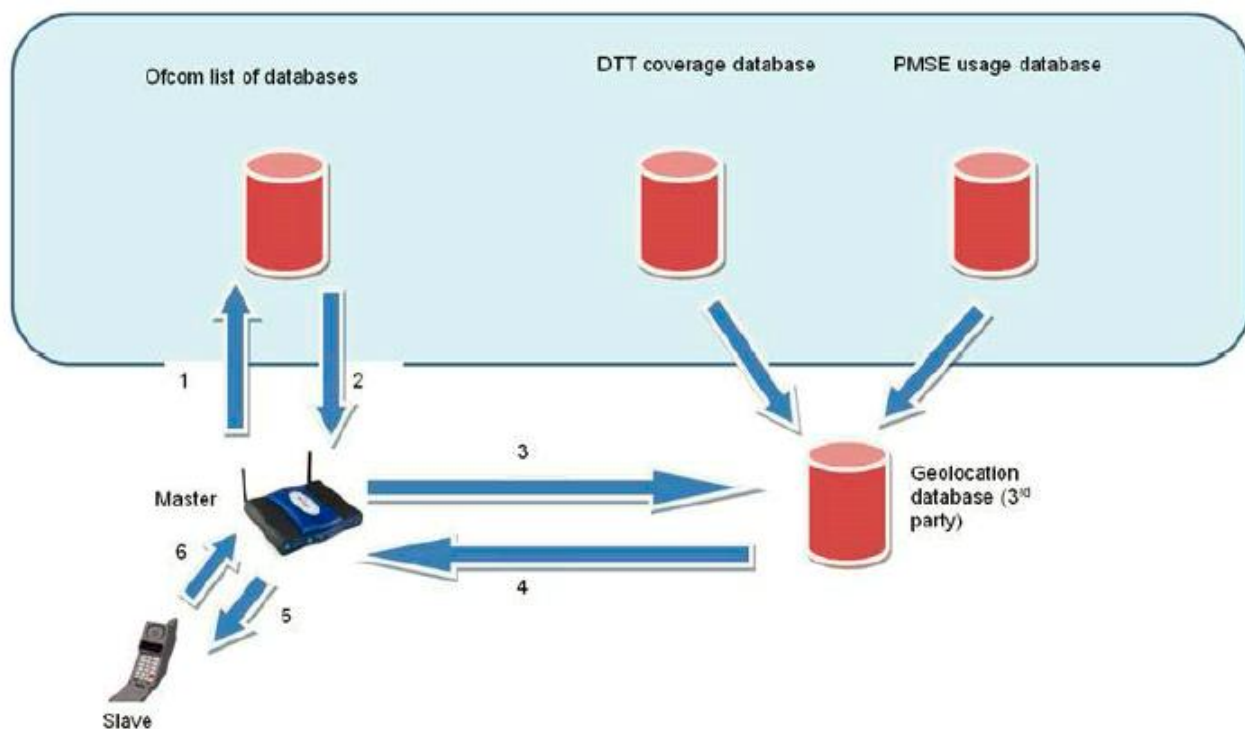 Ofcom list of databases
DTT coverage database
PMSE usage database
1
2
3
Master
Geolocation
database (3rd
party)
6
5
4
Slave